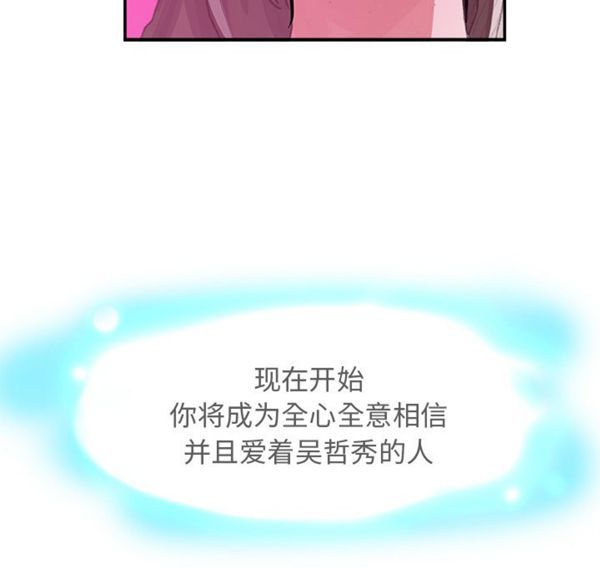 现在开始
你将成为全心全意相信
并且爱着吴哲秀的人